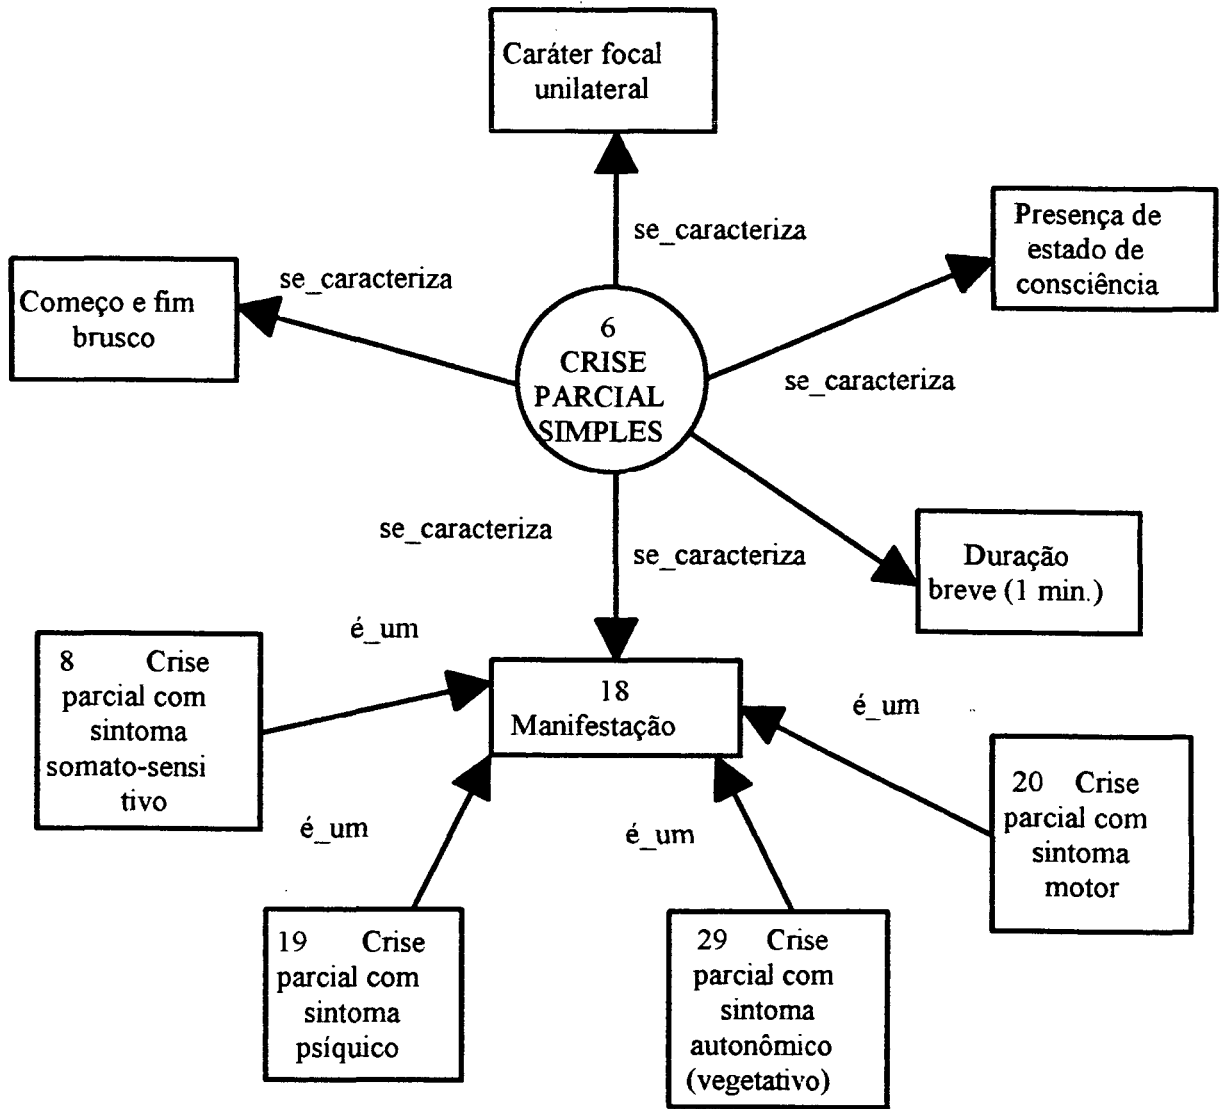 Caráter focal
unilateral
se_caracteriza
Presença de
estado de
consciência
se_caracteriza
Começo e fim
brusco
6
CRISE
PARCIAL
SIMPLES
se_caracteriza
se_caracteriza
se_caracteriza
Duração
breve (1 min.)
é_um
8 Crise
parcial com
sintoma
somato-sensi
tivo
18
Manifestação
é_um
20 Crise
parcial com
sintoma
motor
é_um
é_um
19 Crise
parcial com
sintoma
psíquico
29 Crise
parcial com
sintoma
autonômico
(vegetativo)